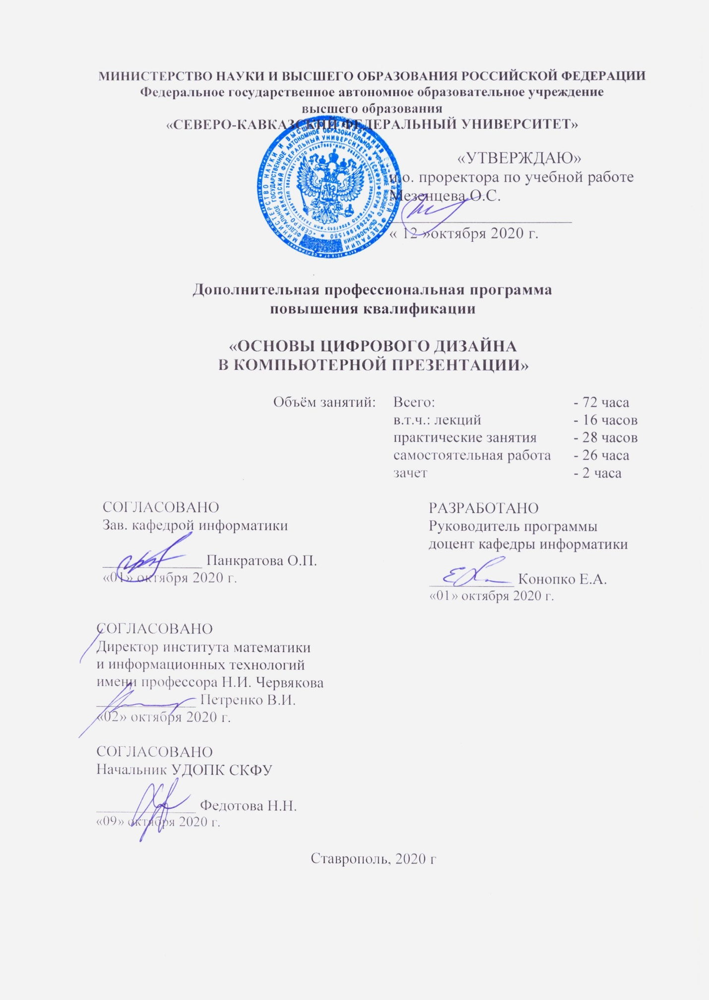 МИНИСТЕРСТВО НАУКИ И ВЫСШЕГО ОБРАЗОВАНИЯ РОССИЙСКОЙ ФЕДЕРАЦИИ
Федеральное государственное автономное образовательное учреждение
высшего образования
«СЕВЕРО-КАВКАЗСКИЙ ФЕДЕРАЛЬНЫЙ УНИВЕРСИТЕТ»
«УТВЕРЖДАЮ»
и.о. проректора по учебной работе
Мезенцева О.С.
« 12 »октября 2020 г.
Дополнительная профессиональная программа
повышения квалификации
«ОСНОВЫ ЦИФРОВОГО ДИЗАЙНА
В КОМПЬЮТЕРНОЙ ПРЕЗЕНТАЦИИ»
Объём занятий: Всего: - 72 часа
в.т.ч.: лекций - 16 часов
практические занятия - 28 часов
самостоятельная работа - 26 часа
зачет - 2 часа
СОГЛАСОВАНО
Зав. кафедрой информатики
Панкратова О.П.
«01» октября 2020 г.
РАЗРАБОТАНО
Руководитель программы
доцент кафедры информатики
Конопко Е.А.
«01» октября 2020 г.
СОГЛАСОВАНО
Директор института математики
и информационных технологий
имени профессора Н.И. Червякова
Петренко В.И.
«02» октября 2020 г.
СОГЛАСОВАНО
Начальник УДОПК СКФУ
Федотова Н.Н.
«09» октября 2020 г.
Ставрополь, 2020 г